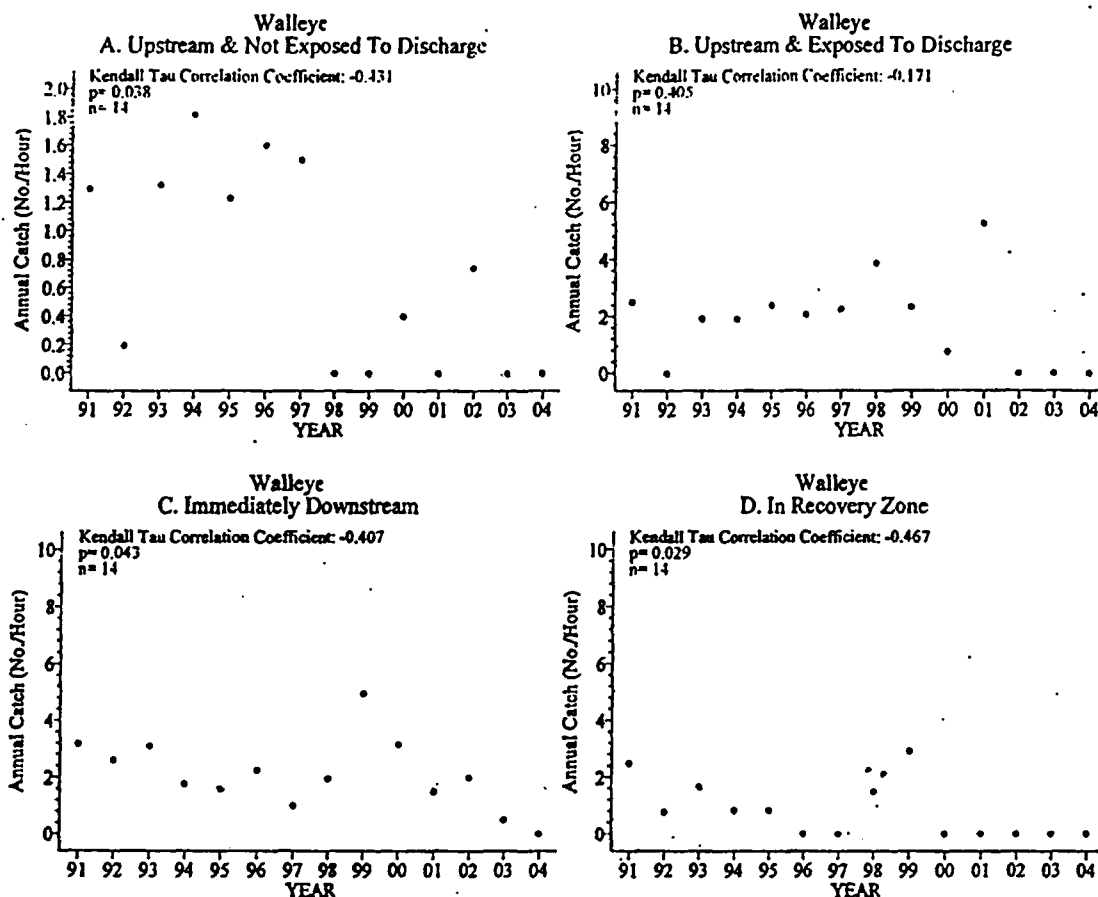 Walleye
A. Upstream & Not Exposed To Discharge
Kendall Tau Correlation Coefficient: -0.431
p= 0.038
n= 14
2.0
1.8
1.6
1.4
1.2
1.0
0.8
0.6
0.4
0.2
0.0
Annual Catch (No./Hour)
91 92 93 94 95 96 97 98 99 00 01 02 03 04
YEAR
Walleye
B. Upstream & Exposed To Discharge
Kendall Tau Correlation Coefficient: -0.171
p= 0.405
n= 14
10
8
6
4
2
0
Annual Catch (No./Hour)
91 92 93 94 95 96 97 98 99 00 01 02 03 04
YEAR
Walleye
C. Immediately Downstream
Kendall Tau Correlation Coefficient: -0.407
p= 0.043
n= 14
10
8
6
4
2
0
Annual Catch (No./Hour)
91 92 93 94 95 96 97 98 99 00 01 02 03 04
YEAR
Walleye
D. In Recovery Zone
Kendall Tau Correlation Coefficient: -0.467
p= 0.029
n= 14
10
8
6
4
2
0
Annual Catch (No./Hour)
91 92 93 94 95 96 97 98 99 00 01 02 03 04
YEAR